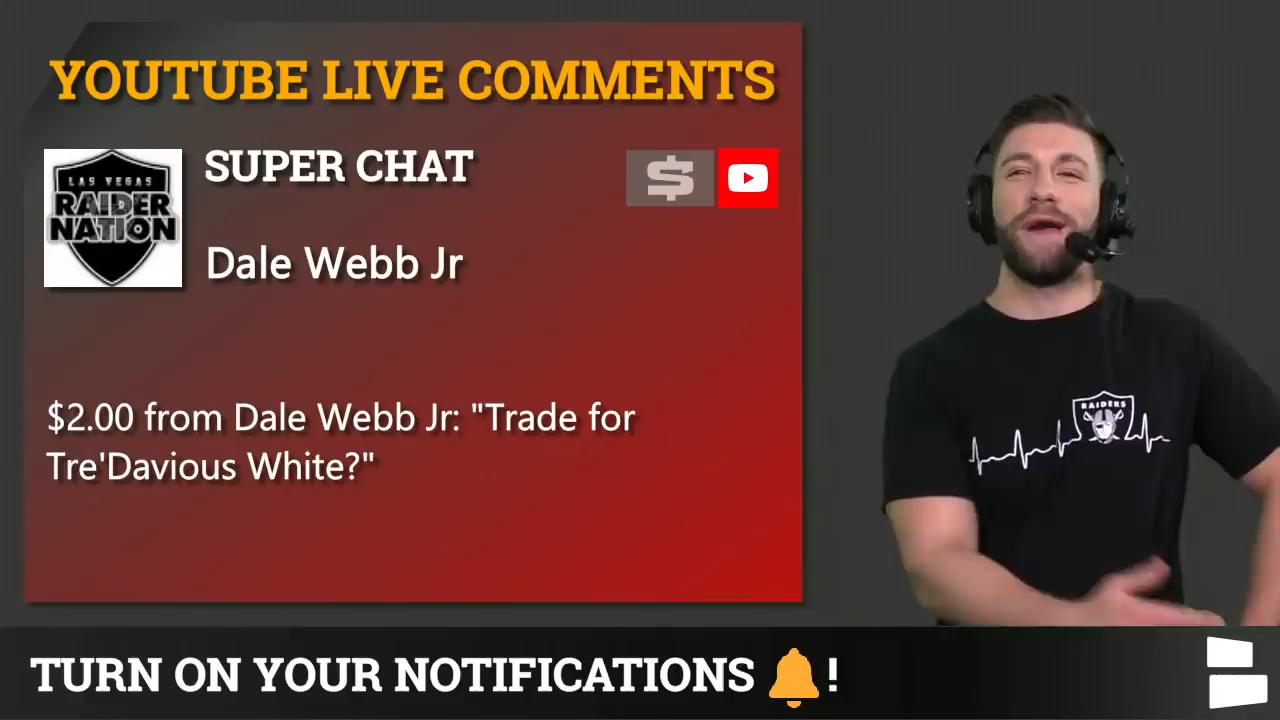 YOUTUBE LIVE COMMENTS
SUPER CHAT
LAS VEGAS
RAIDER
NATION
Dale Webb Jr
$2.00 from Dale Webb Jr: "Trade for
Tre'Davious White?"
RAIDERS
TURN ON YOUR NOTIFICATIONS !